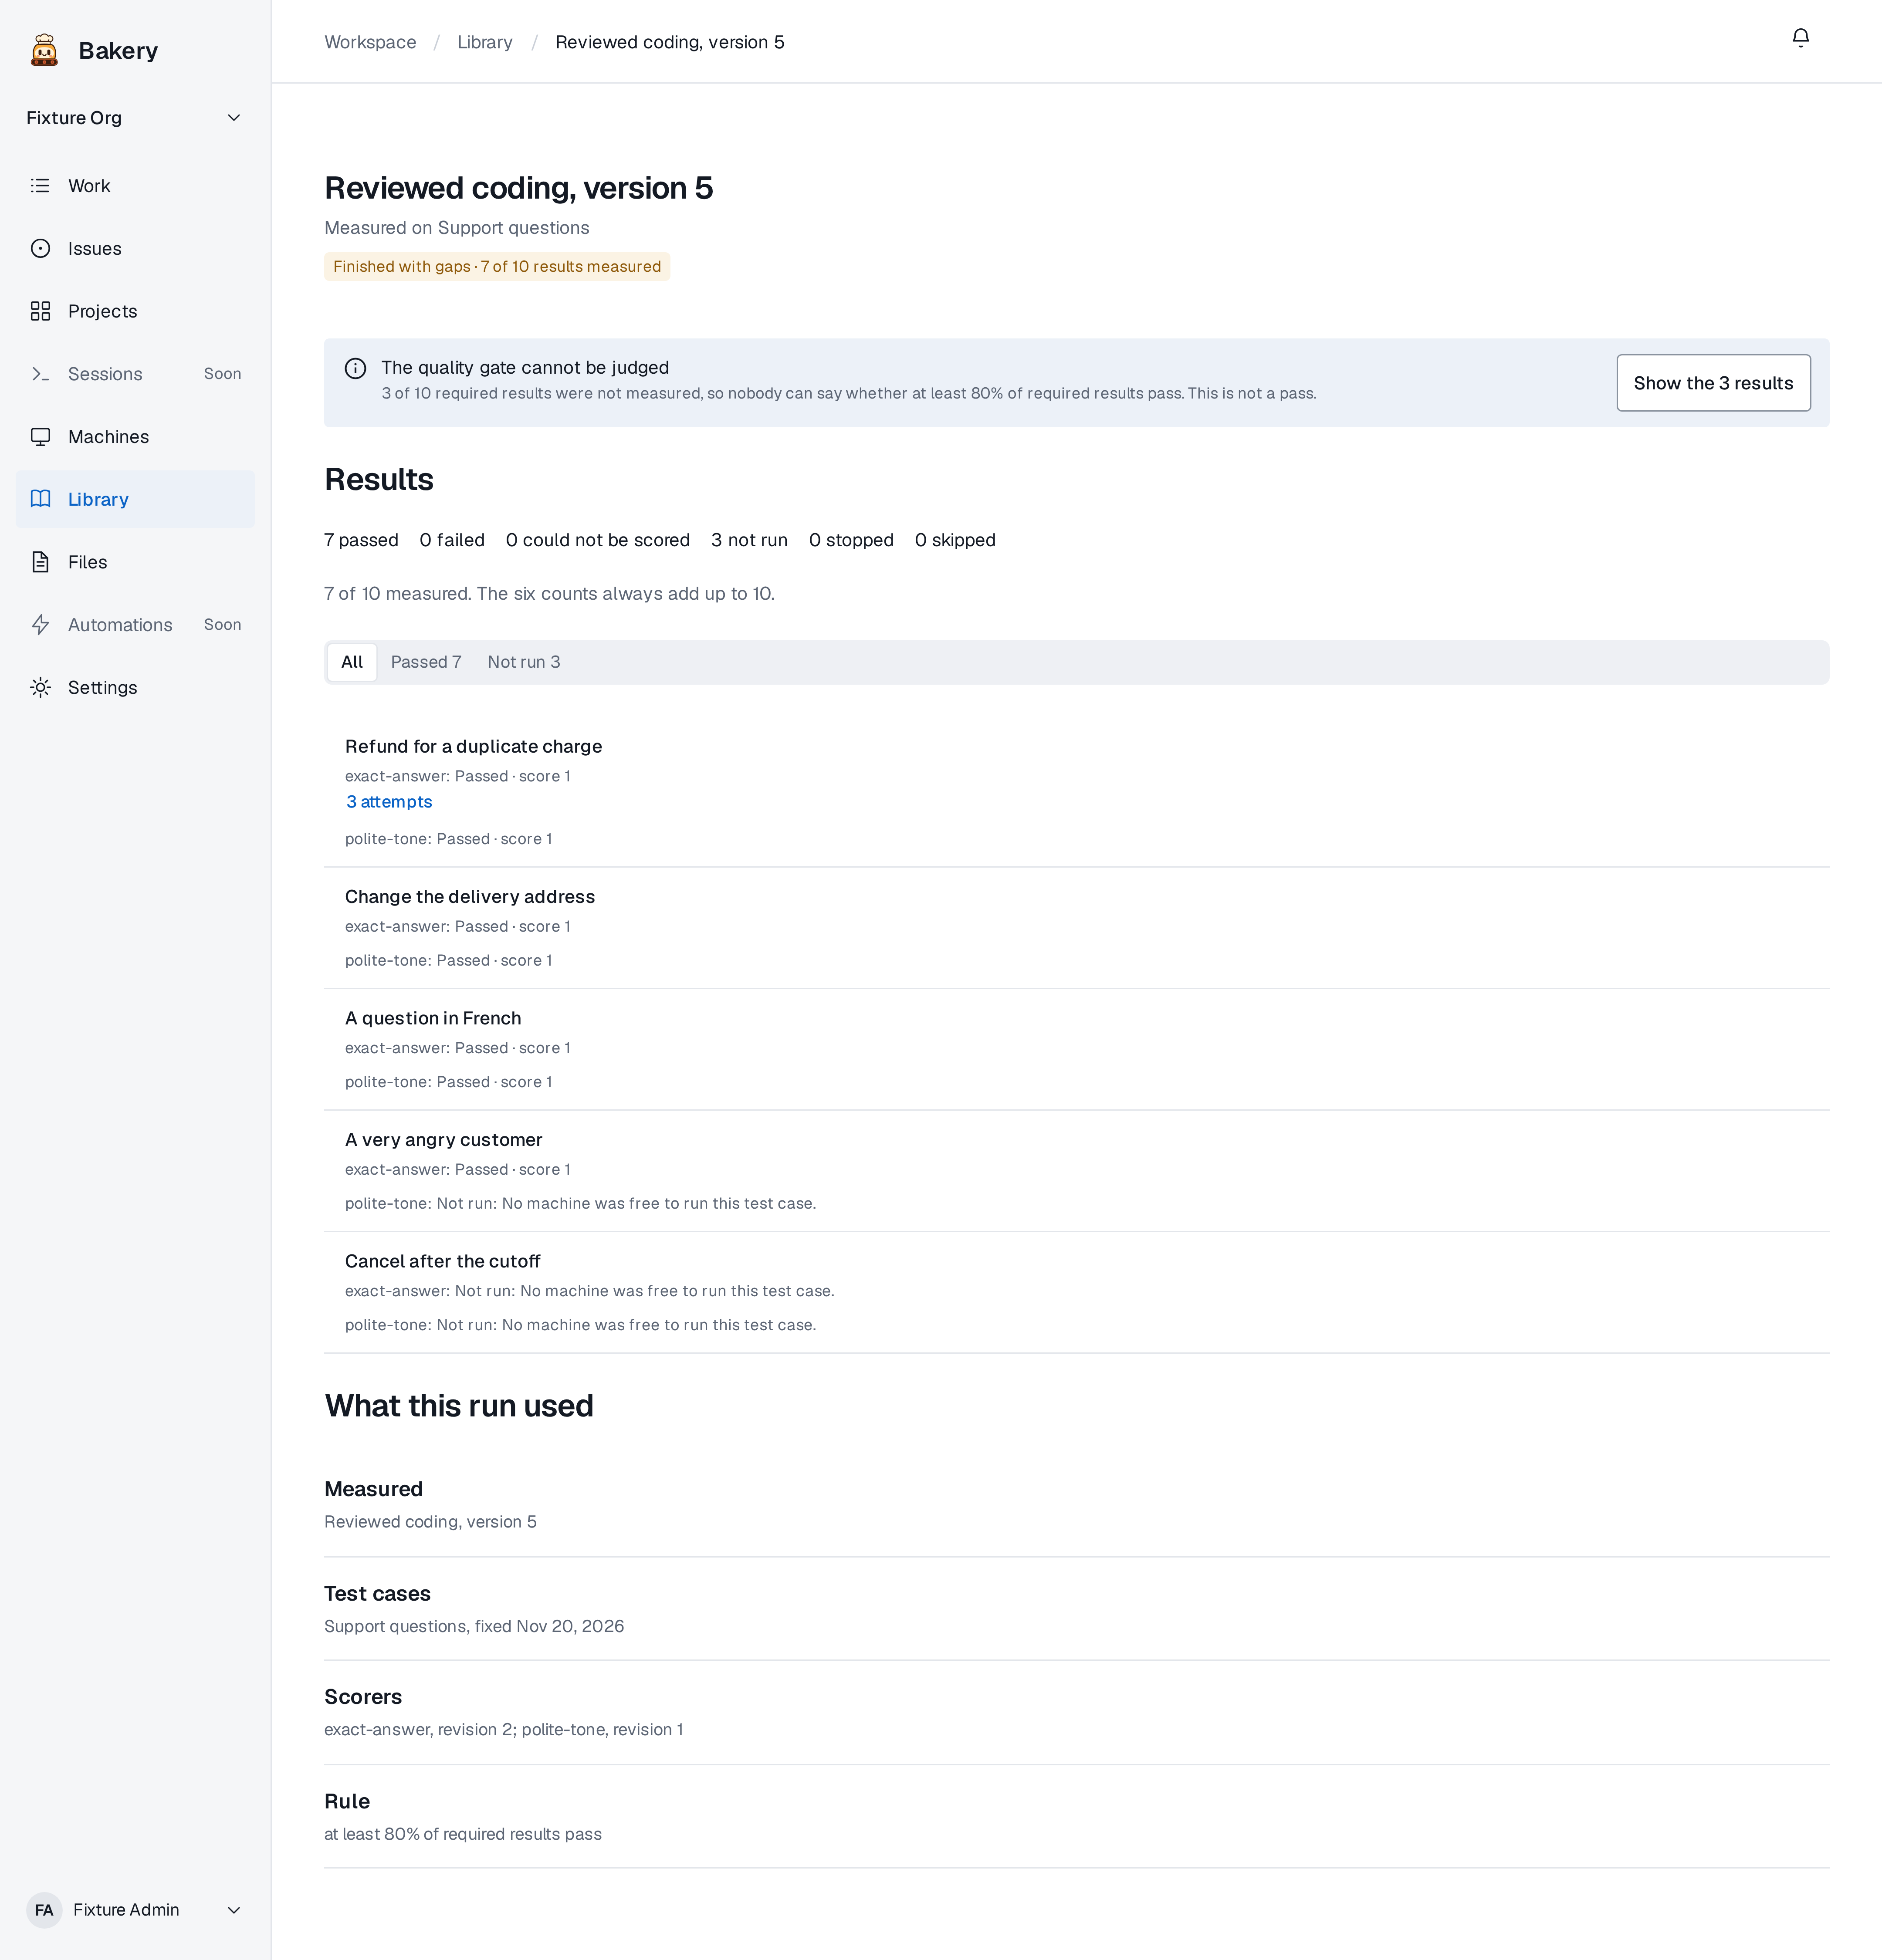 Bakery
Fixture Org
Work
Issues
Projects
Sessions Soon
Machines
Library
Files
Automations Soon
Settings
FA Fixture Admin
Workspace / Library / Reviewed coding, version 5
Reviewed coding, version 5
Measured on Support questions
Finished with gaps · 7 of 10 results measured
The quality gate cannot be judged
3 of 10 required results were not measured, so nobody can say whether at least 80% of required results pass. This is not a pass.
Show the 3 results
Results
7 passed 0 failed 0 could not be scored 3 not run 0 stopped 0 skipped
7 of 10 measured. The six counts always add up to 10.
All Passed 7 Not run 3
Refund for a duplicate charge
exact-answer: Passed · score 1
3 attempts
polite-tone: Passed · score 1
Change the delivery address
exact-answer: Passed · score 1
polite-tone: Passed · score 1
A question in French
exact-answer: Passed · score 1
polite-tone: Passed · score 1
A very angry customer
exact-answer: Passed · score 1
polite-tone: Not run: No machine was free to run this test case.
Cancel after the cutoff
exact-answer: Not run: No machine was free to run this test case.
polite-tone: Not run: No machine was free to run this test case.
What this run used
Measured
Reviewed coding, version 5
Test cases
Support questions, fixed Nov 20, 2026
Scorers
exact-answer, revision 2; polite-tone, revision 1
Rule
at least 80% of required results pass